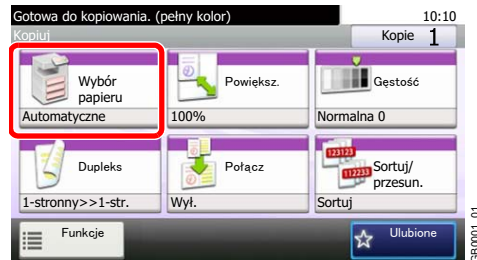 Gotowa do kopiowania. (pełny kolor)
10:10
Kopiuj
Kopie 1
Wybór
papieru
Automatyczne
Powiększ.
100%
Gęstość
Normalna 0
Dupleks
1-stronny>>1-str.
Połącz
Wył.
123123
112233
Sortuj/
przesun.
Sortuj
Funkcje
Ulubione
GB0001_01